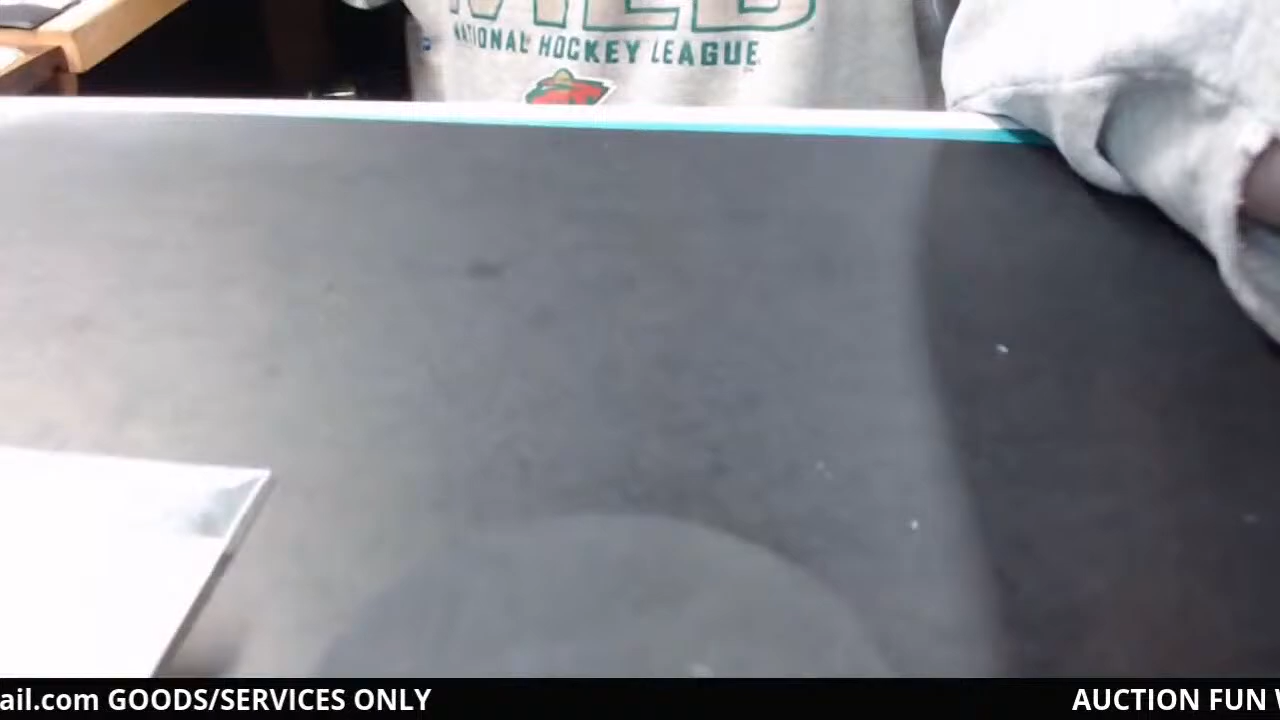 NATIONAL HOCKEY LEAGUE
ail.com GOODS/SERVICES ONLY
AUCTION FUN